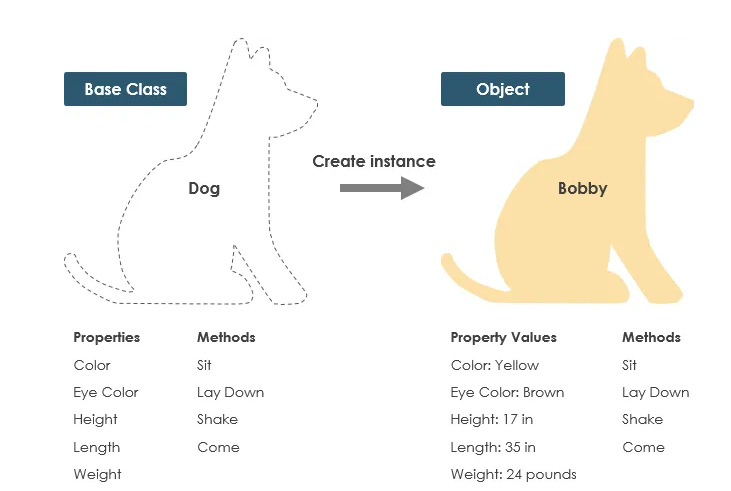 Base Class
Object
Create instance
Dog
Bobby
Properties Methods
Color Sit
Eye Color Lay Down
Height Shake
Length Come
Weight
Property Values Methods
Color: Yellow Sit
Eye Color: Brown Lay Down
Height: 17 in Shake
Length: 35 in Come
Weight: 24 pounds